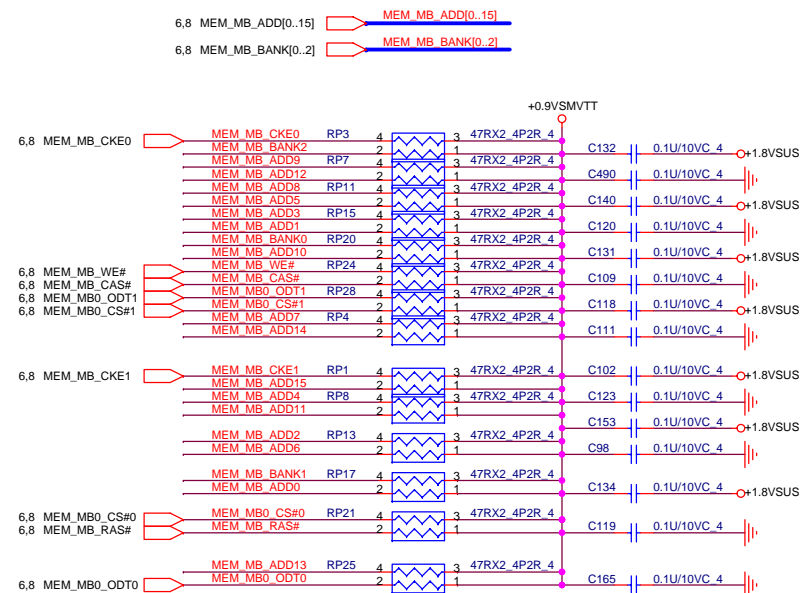 6,8 MEM_MB_ADD[0..15] MEM_MB_ADD[0..15]
6,8 MEM_MB_BANK[0..2] MEM_MB_BANK[0..2]
+0.9VSMVTT
6,8 MEM_MB_CKE0 MEM_MB_CKE0 RP3 4 3 47RX2_4P2R_4
MEM_MB_BANK2 2 1 C132 0.1U/10VC_4 +1.8VSUS
MEM_MB_ADD9 RP7 4 3 47RX2_4P2R_4
MEM_MB_ADD12 2 1 C490 0.1U/10VC_4
MEM_MB_ADD8 RP11 4 3 47RX2_4P2R_4
MEM_MB_ADD5 2 1 C140 0.1U/10VC_4 +1.8VSUS
MEM_MB_ADD3 RP15 4 3 47RX2_4P2R_4
MEM_MB_ADD1 2 1 C120 0.1U/10VC_4
MEM_MB_BANK0 RP20 4 3 47RX2_4P2R_4
MEM_MB_ADD10 2 1 C131 0.1U/10VC_4 +1.8VSUS
6,8 MEM_MB_WE# MEM_MB_WE# RP24 4 3 47RX2_4P2R_4
6,8 MEM_MB_CAS# MEM_MB_CAS# 2 1 C109 0.1U/10VC_4
6,8 MEM_MB0_ODT1 MEM_MB0_ODT1 RP28 4 3 47RX2_4P2R_4
6,8 MEM_MB0_CS#1 MEM_MB0_CS#1 2 1 C118 0.1U/10VC_4 +1.8VSUS
MEM_MB_ADD7 RP4 4 3 47RX2_4P2R_4
MEM_MB_ADD14 2 1 C111 0.1U/10VC_4
6,8 MEM_MB_CKE1 MEM_MB_CKE1 RP1 4 3 47RX2_4P2R_4 C102 0.1U/10VC_4 +1.8VSUS
MEM_MB_ADD15 2 1
MEM_MB_ADD4 RP8 4 3 47RX2_4P2R_4 C123 0.1U/10VC_4
MEM_MB_ADD11 2 1
C153 0.1U/10VC_4 +1.8VSUS
MEM_MB_ADD2 RP13 4 3 47RX2_4P2R_4
MEM_MB_ADD6 2 1 C98 0.1U/10VC_4
MEM_MB_BANK1 RP17 4 3 47RX2_4P2R_4
MEM_MB_ADD0 2 1 C134 0.1U/10VC_4 +1.8VSUS
6,8 MEM_MB0_CS#0 MEM_MB0_CS#0 RP21 4 3 47RX2_4P2R_4
6,8 MEM_MB_RAS# MEM_MB_RAS# 2 1 C119 0.1U/10VC_4
MEM_MB_ADD13 RP25 4 3 47RX2_4P2R_4
6,8 MEM_MB0_ODT0 MEM_MB0_ODT0 2 1 C165 0.1U/10VC_4